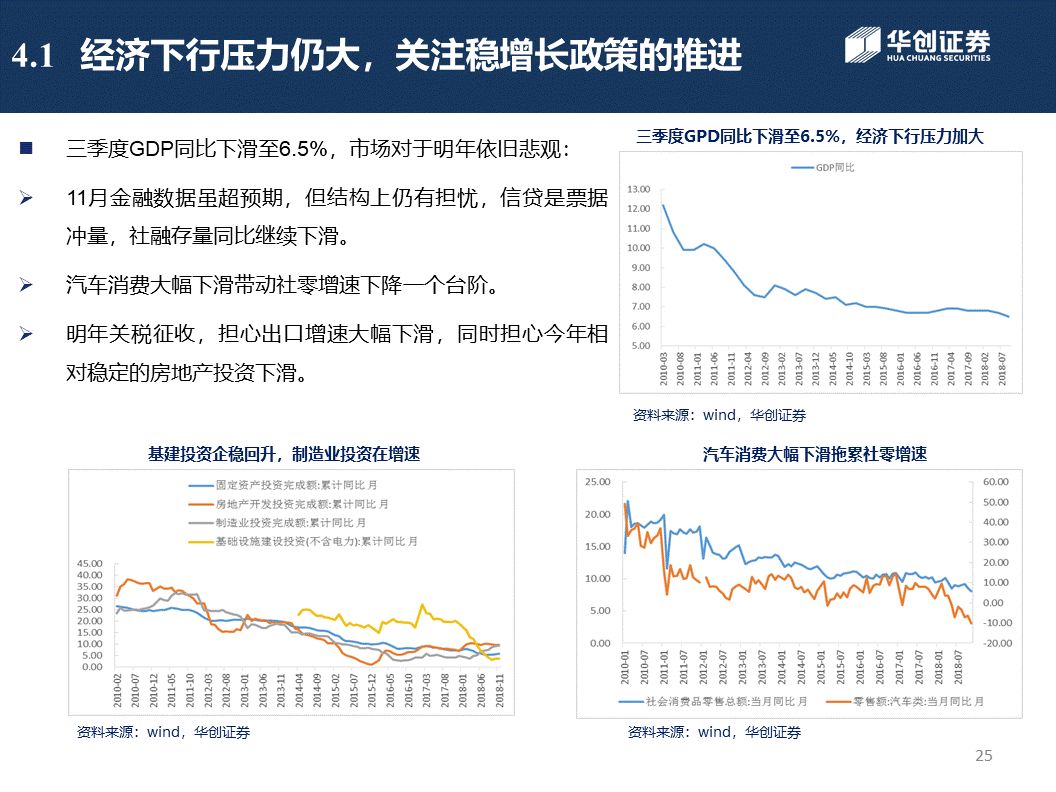 4.1 经济下行压力仍大，关注稳增长政策的推进
华创证券
HUA CHUANG SECURITIES
三季度GDP同比下滑至6.5%，市场对于明年依旧悲观：
11月金融数据虽超预期，但结构上仍有担忧，信贷是票据
冲量，社融存量同比继续下滑。
汽车消费大幅下滑带动社零增速下降一个台阶。
明年关税征收，担心出口增速大幅下滑，同时担心今年相
对稳定的房地产投资下滑。
三季度GPD同比下滑至6.5%，经济下行压力加大
GDP同比
13.00
12.00
11.00
10.00
9.00
8.00
7.00
6.00
5.00
2010-03 2010-08 2011-01 2011-06 2011-11 2012-04 2012-09 2013-02 2013-07 2013-12 2014-05 2014-10 2015-03 2015-08 2016-01 2016-06 2016-11 2017-04 2017-09 2018-02 2018-07
资料来源：wind，华创证券
基建投资企稳回升，制造业投资在增速
固定资产投资完成额:累计同比 月
房地产开发投资完成额:累计同比 月
制造业投资完成额:累计同比 月
基础设施建设投资(不含电力):累计同比 月
45.00
40.00
35.00
30.00
25.00
20.00
15.00
10.00
5.00
0.00
2010-02 2010-07 2010-12 2011-05 2011-10 2012-03 2012-08 2013-01 2013-06 2013-11 2014-04 2014-09 2015-02 2015-07 2015-12 2016-05 2016-10 2017-03 2017-08 2018-01 2018-06 2018-11
资料来源：wind，华创证券
汽车消费大幅下滑拖累社零增速
25.00
20.00
15.00
10.00
5.00
0.00
60.00
50.00
40.00
30.00
20.00
10.00
0.00
-10.00
-20.00
2010-01 2010-07 2011-01 2011-07 2012-01 2012-07 2013-01 2013-07 2014-01 2014-07 2015-01 2015-07 2016-01 2016-07 2017-01 2017-07 2018-01 2018-07
社会消费品零售总额:当月同比 月
零售额:汽车类:当月同比 月
资料来源：wind，华创证券
25